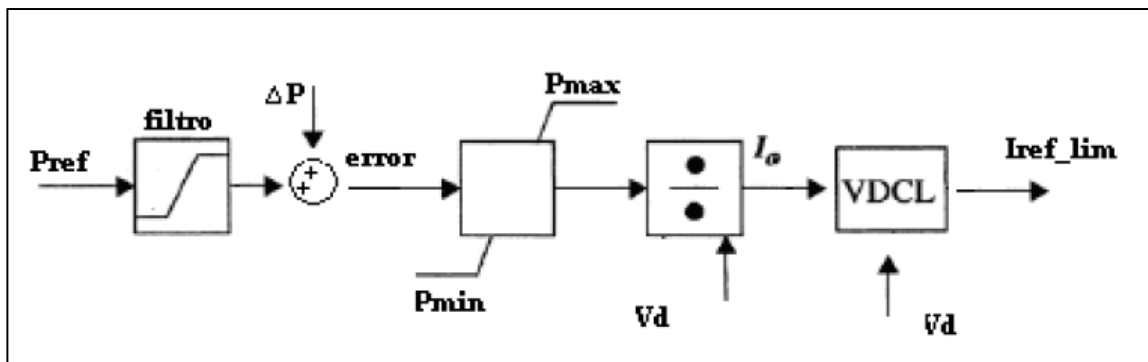 ΔP
Pmax
filtro
Pref
+
+
error
Pmin
Io
Vd
VDCL
Vd
Iref_lim